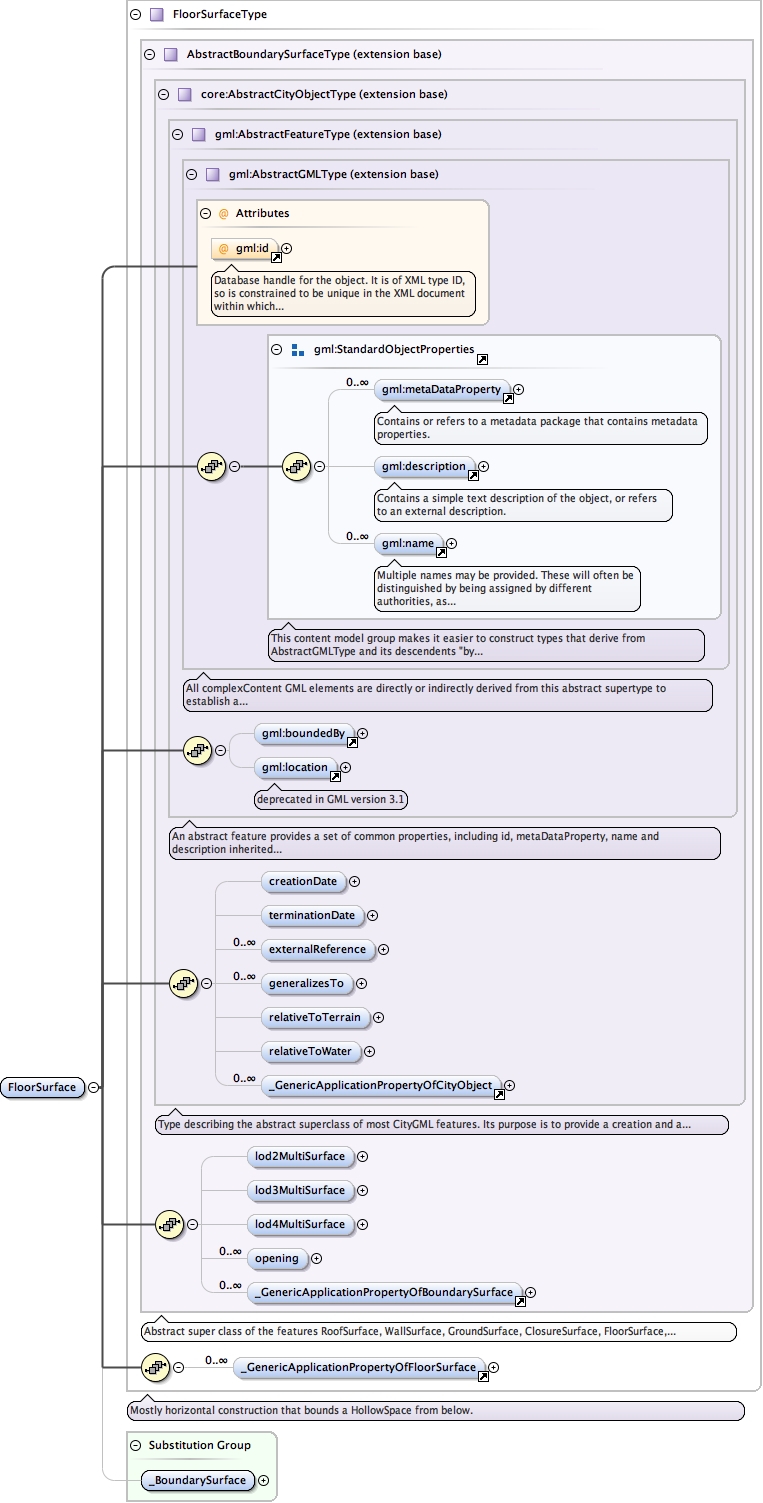 FloorSurfaceType
AbstractBoundarySurfaceType (extension base)
core:AbstractCityObjectType (extension base)
gml:AbstractFeatureType (extension base)
gml:AbstractGMLType (extension base)
@ Attributes
@ gml:id
Database handle for the object. It is of XML type ID,
so is constrained to be unique in the XML document
within which...
gml:StandardObjectProperties
0..∞
gml:metaDataProperty
Contains or refers to a metadata package that contains metadata
properties.
gml:description
Contains a simple text description of the object, or refers
to an external description.
0..∞
gml:name
Multiple names may be provided. These will often be
distinguished by being assigned by different
authorities, as...
This content model group makes it easier to construct types that derive from
AbstractGMLType and its descendents "by...
All complexContent GML elements are directly or indirectly derived from this abstract supertype to
establish a...
gml:boundedBy
gml:location
deprecated in GML version 3.1
An abstract feature provides a set of common properties, including id, metaDataProperty, name and
description inherited...
creationDate
terminationDate
0..∞
externalReference
0..∞
generalizesTo
relativeToTerrain
relativeToWater
0..∞
_GenericApplicationPropertyOfCityObject
FloorSurface
Type describing the abstract superclass of most CityGML features. Its purpose is to provide a creation and a...
lod2MultiSurface
lod3MultiSurface
lod4MultiSurface
0..∞
opening
0..∞
_GenericApplicationPropertyOfBoundarySurface
Abstract super class of the features RoofSurface, WallSurface, GroundSurface, ClosureSurface, FloorSurface,...
0..∞
_GenericApplicationPropertyOfFloorSurface
Mostly horizontal construction that bounds a HollowSpace from below.
Substitution Group
_BoundarySurface